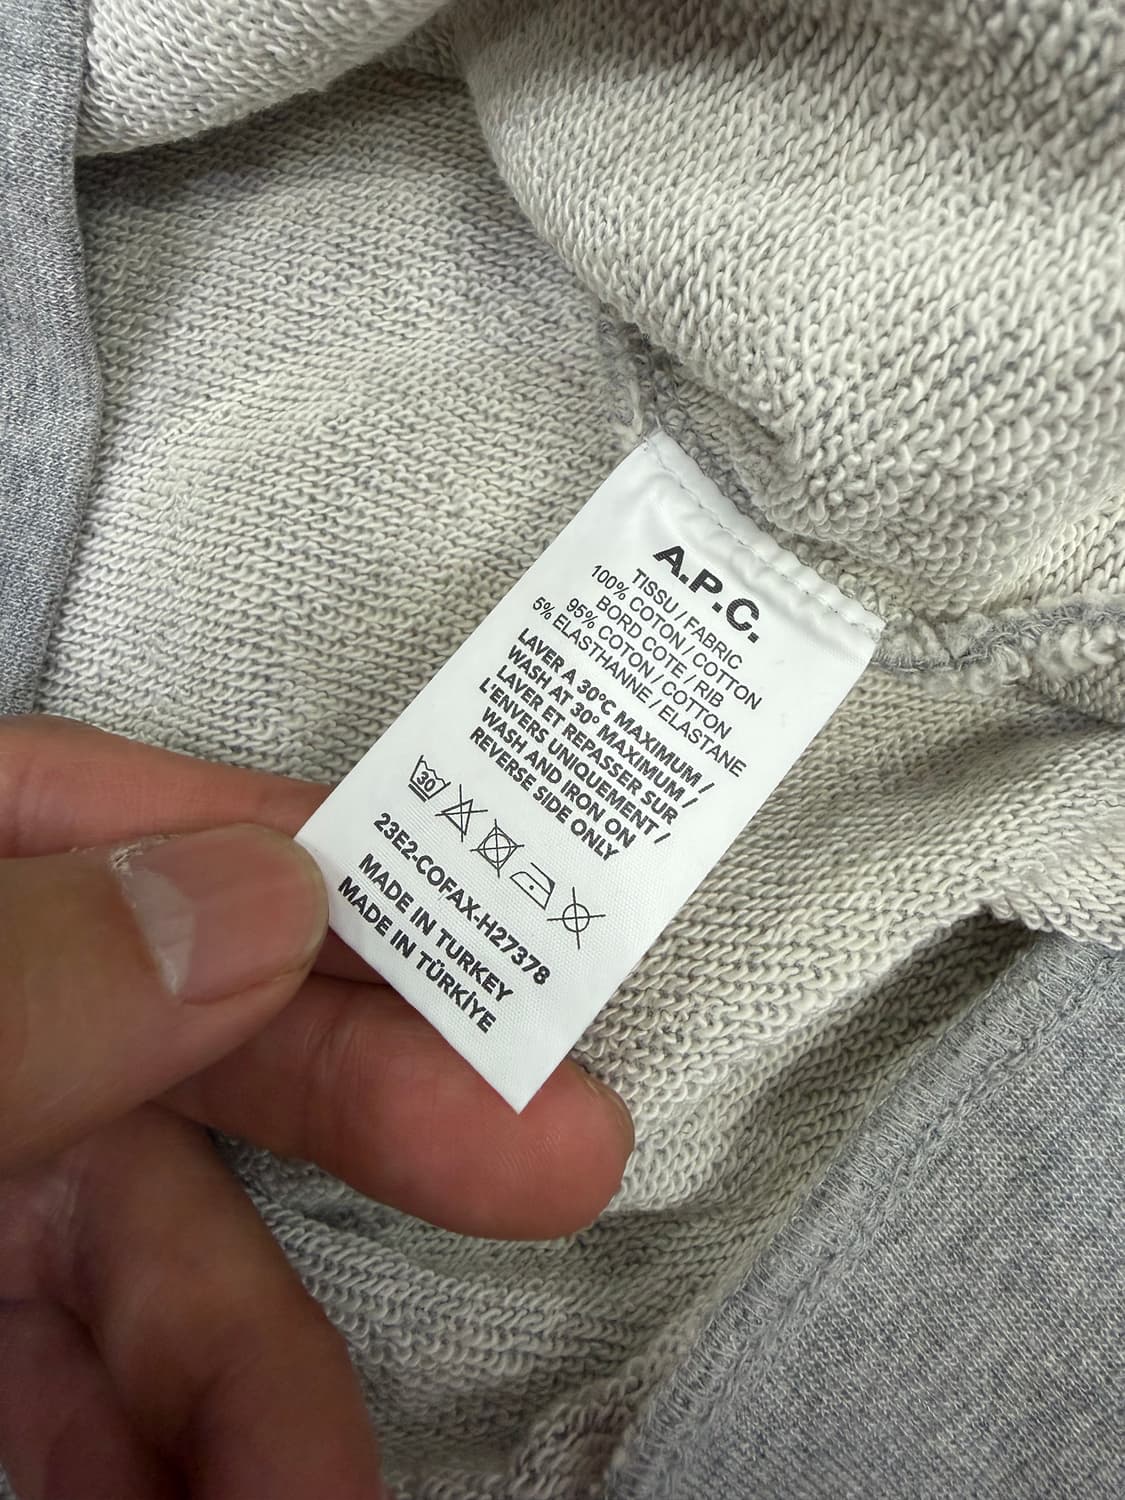 A.P.C.
TISSU / FABRIC
100% COTON / COTTON
BORD COTE / RIB
95% COTON / COTTON
5% ELASTHANNE / ELASTANE
LAVER A 30°C MAXIMUM /
WASH AT 30° MAXIMUM /
LAVER ET REPASSER SUR
L'ENVERS UNIQUEMENT /
WASH AND IRON ON
REVERSE SIDE ONLY
30
23E2-COFAX-H27378
MADE IN TURKEY
MADE IN TÜRKİYE